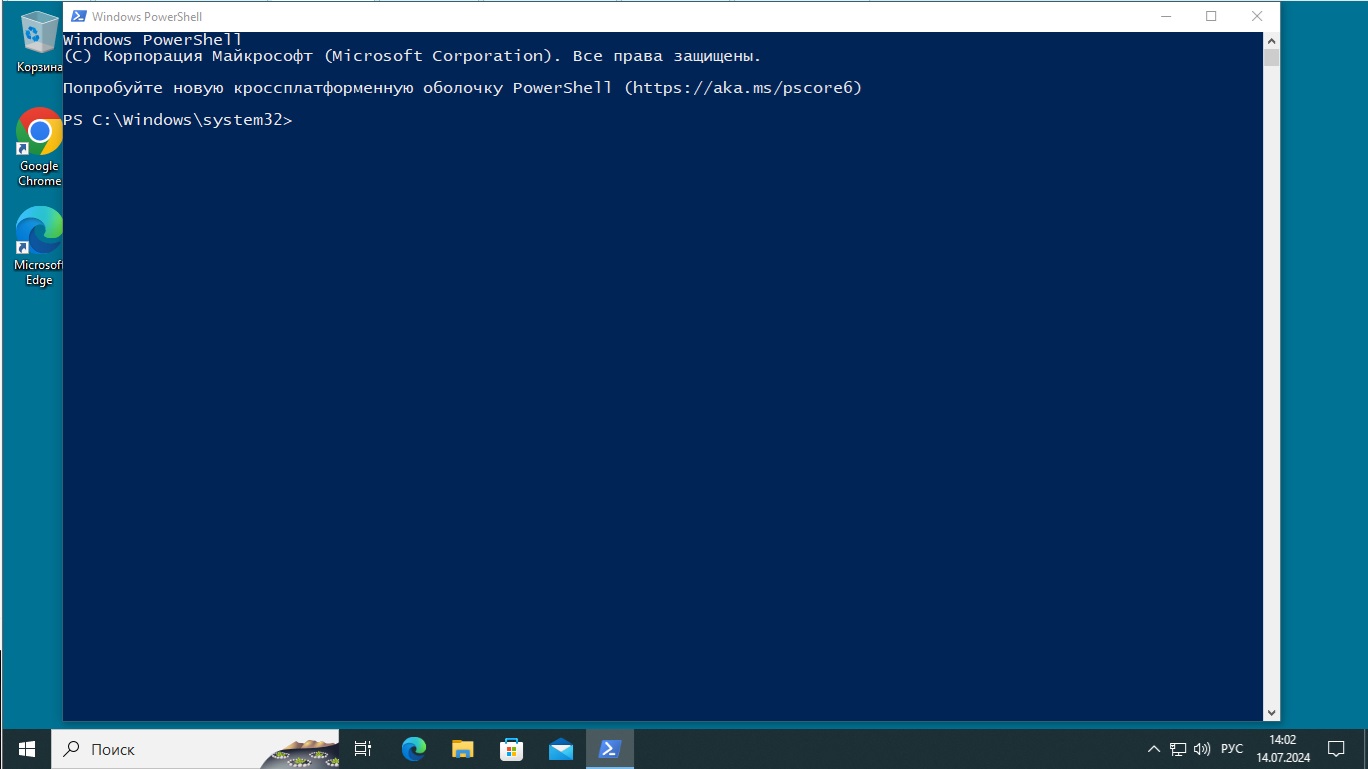 Windows PowerShell
Windows PowerShell
(C) Корпорация Майкрософт (Microsoft Corporation). Все права защищены.
Попробуйте новую кроссплатформенную оболочку PowerShell (https://aka.ms/pscore6)
PS C:\Windows\system32>
Корзина
Google
Chrome
Microsoft
Edge
Поиск
РУС
14:02
14.07.2024